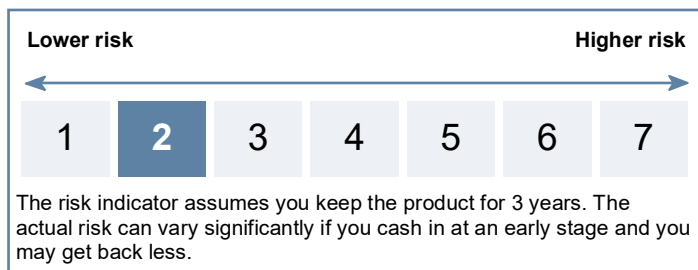 Lower risk Higher risk
1 2 3 4 5 6 7
The risk indicator assumes you keep the product for 3 years. The
actual risk can vary significantly if you cash in at an early stage and you
may get back less.